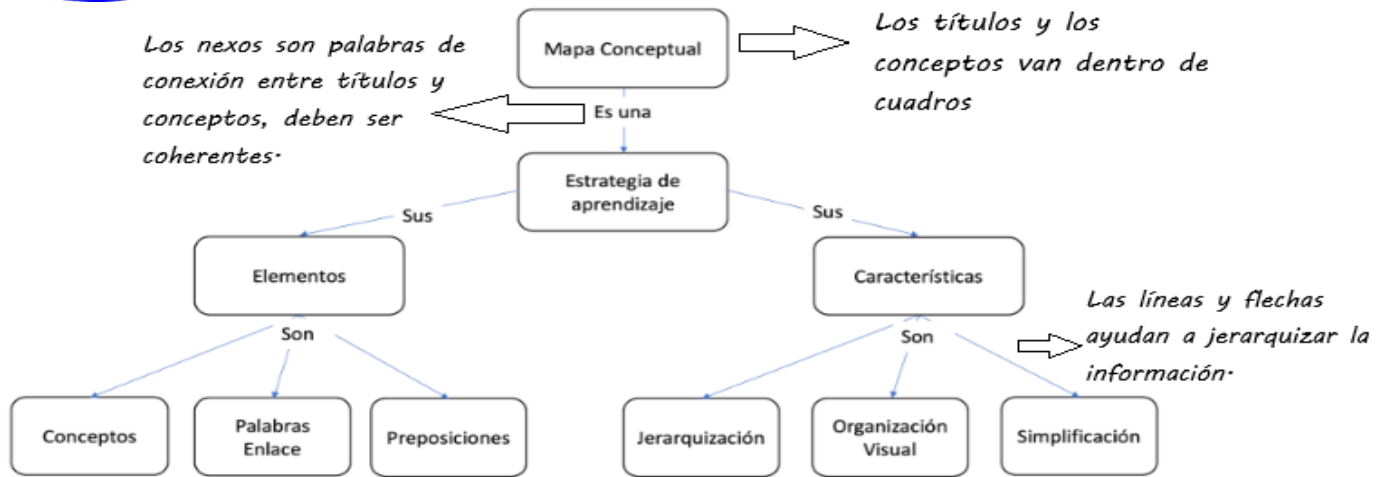 Los nexos son palabras de
conexión entre títulos y
conceptos, deben ser
coherentes.
Mapa Conceptual
Los títulos y los
conceptos van dentro de
cuadros
Es una
Estrategia de
aprendizaje
Sus
Sus
Elementos
Características
Son
Son
Las líneas y flechas
ayudan a jerarquizar la
información.
Conceptos
Palabras
Enlace
Preposiciones
Jerarquización
Organización
Visual
Simplificación